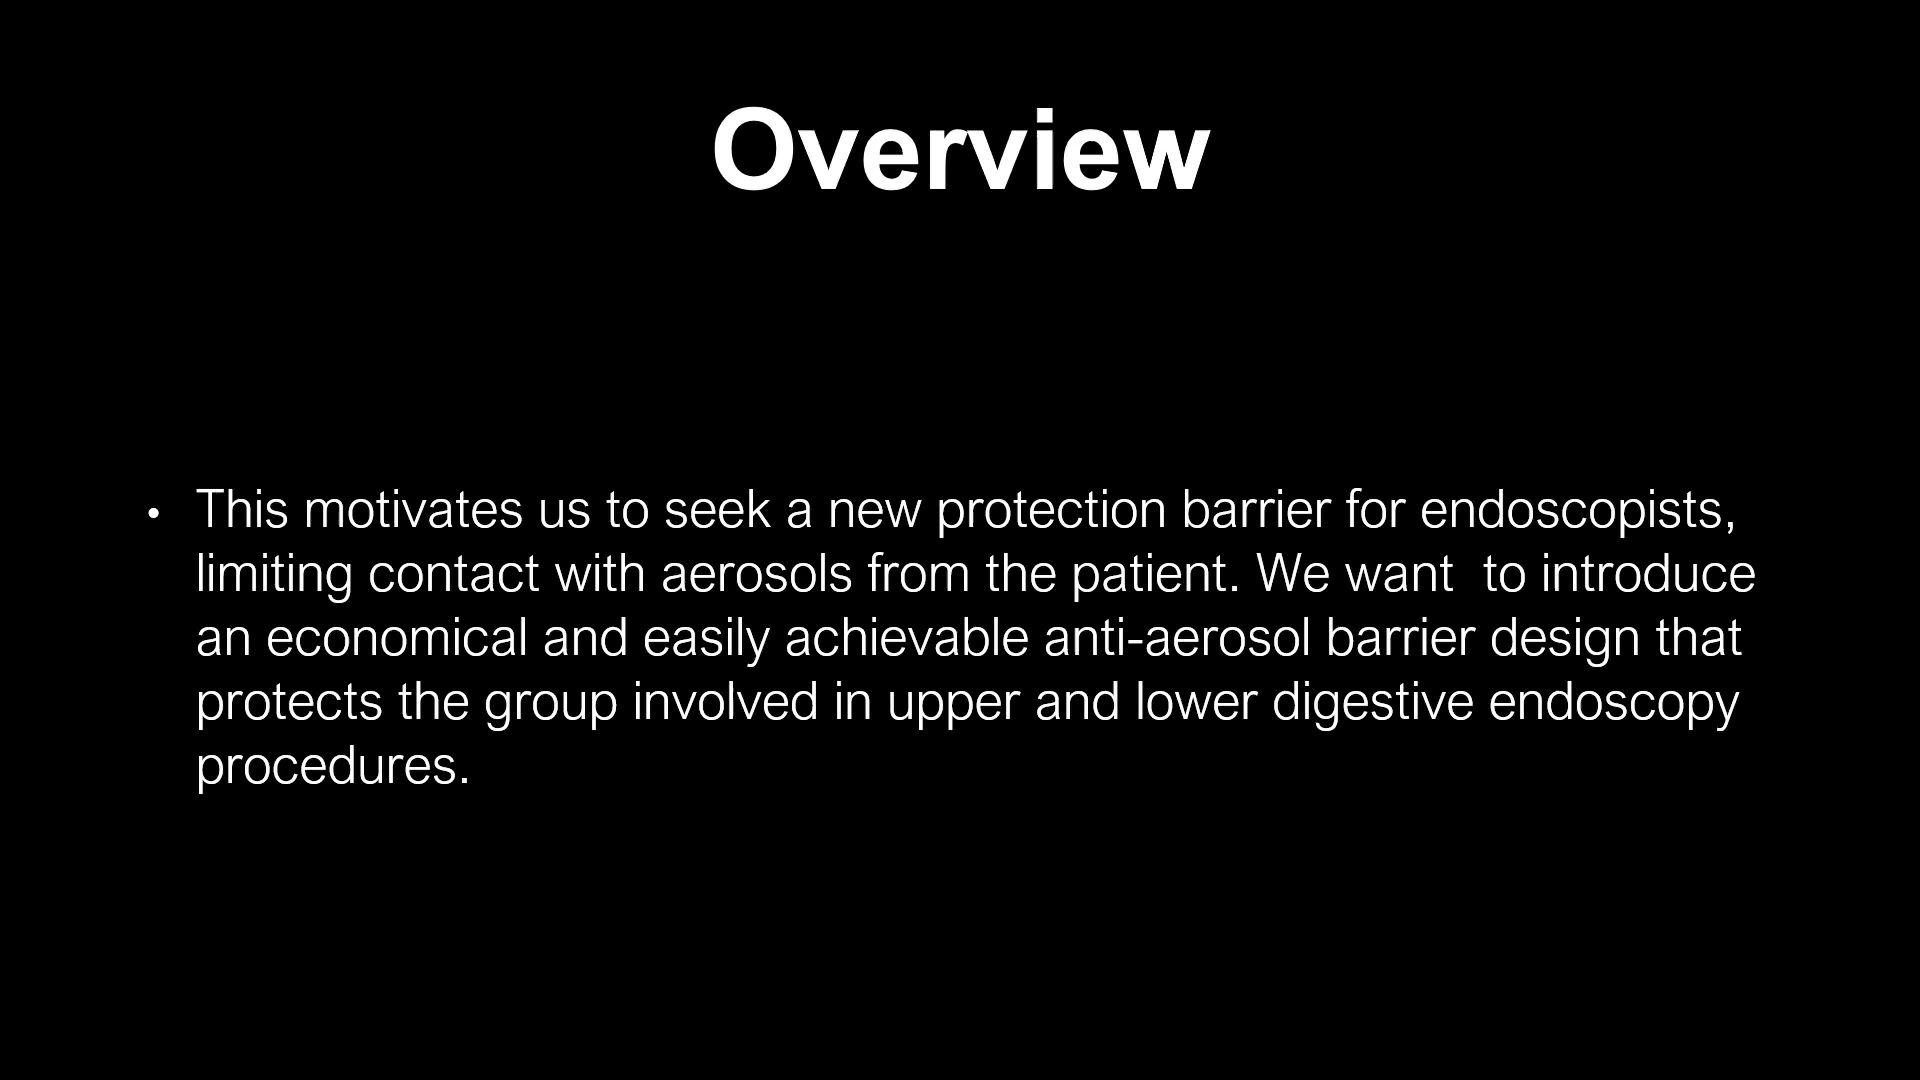 Overview
• This motivates us to seek a new protection barrier for endoscopists,
limiting contact with aerosols from the patient. We want  to introduce
an economical and easily achievable anti-aerosol barrier design that
protects the group involved in upper and lower digestive endoscopy
procedures.